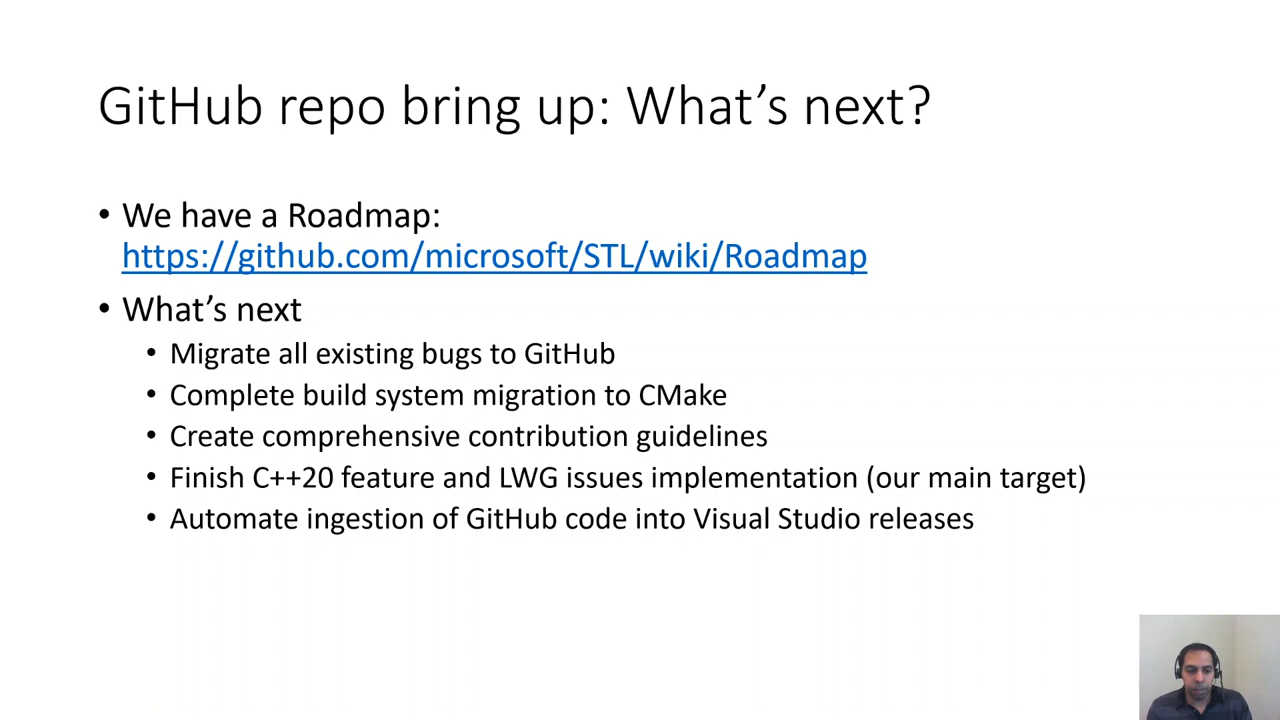 GitHub repo bring up: What's next?
• We have a Roadmap:
https://github.com/microsoft/STL/wiki/Roadmap
• What's next
• Migrate all existing bugs to GitHub
• Complete build system migration to CMake
• Create comprehensive contribution guidelines
• Finish C++20 feature and LWG issues implementation (our main target)
• Automate ingestion of GitHub code into Visual Studio releases